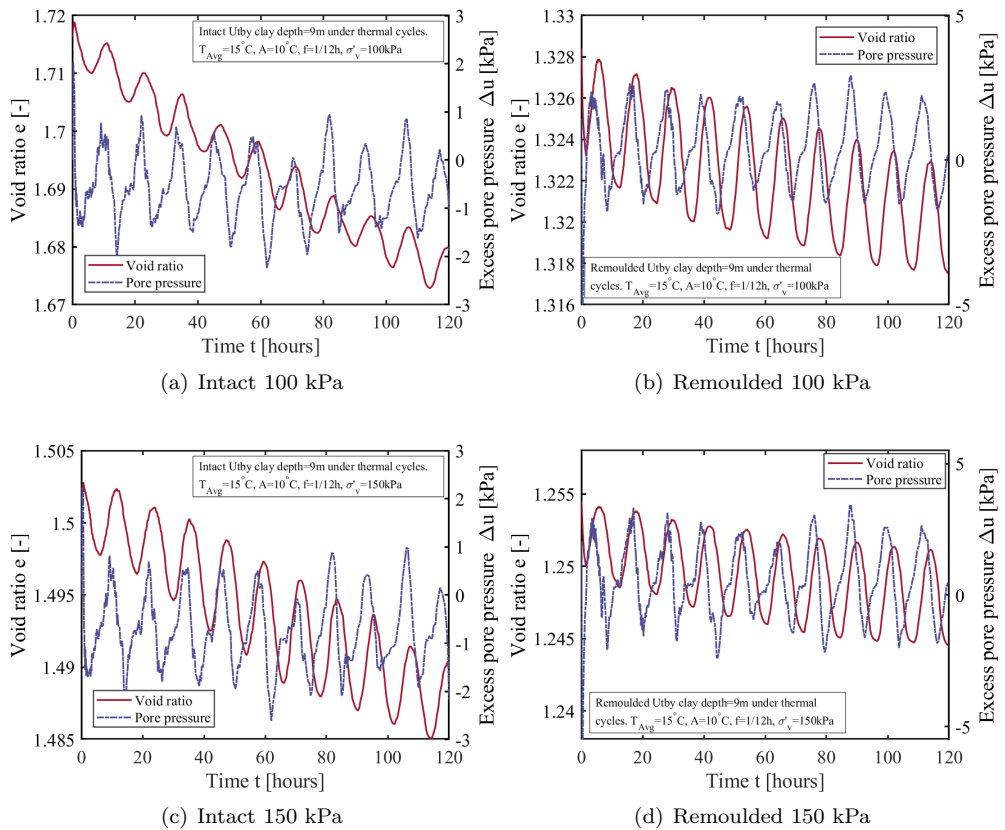 Intact Utby clay depth=9m under thermal cycles.
T_Avg=15°C, A=10°C, f=1/12h, σ'_v=100kPa
Void ratio
Pore pressure
1.72
1.71
1.7
1.69
1.68
1.67
3
2
1
0
-1
-2
-3
0
20
40
60
80
100
120
Void ratio e [-]
Excess pore pressure Δu [kPa]
Time t [hours]
(a) Intact 100 kPa
Void ratio
Pore pressure
Remoulded Utby clay depth=9m under thermal
cycles. T_Avg=15°C, A=10°C, f=1/12h, σ'_v=100kPa
1.33
1.328
1.326
1.324
1.322
1.32
1.318
1.316
5
0
-5
0
20
40
60
80
100
120
Void ratio e [-]
Excess pore pressure Δu [kPa]
Time t [hours]
(b) Remoulded 100 kPa
Intact Utby clay depth=9m under thermal cycles.
T_Avg=15°C, A=10°C, f=1/12h, σ'_v=150kPa
Void ratio
Pore pressure
1.505
1.5
1.495
1.49
1.485
3
2
1
0
-1
-2
-3
0
20
40
60
80
100
120
Void ratio e [-]
Excess pore pressure Δu [kPa]
Time t [hours]
(c) Intact 150 kPa
Void ratio
Pore pressure
Remoulded Utby clay depth=9m under thermal
cycles. T_Avg=15°C, A=10°C, f=1/12h, σ'_v=150kPa
1.255
1.25
1.245
1.24
5
0
-5
0
20
40
60
80
100
120
Void ratio e [-]
Excess pore pressure Δu [kPa]
Time t [hours]
(d) Remoulded 150 kPa